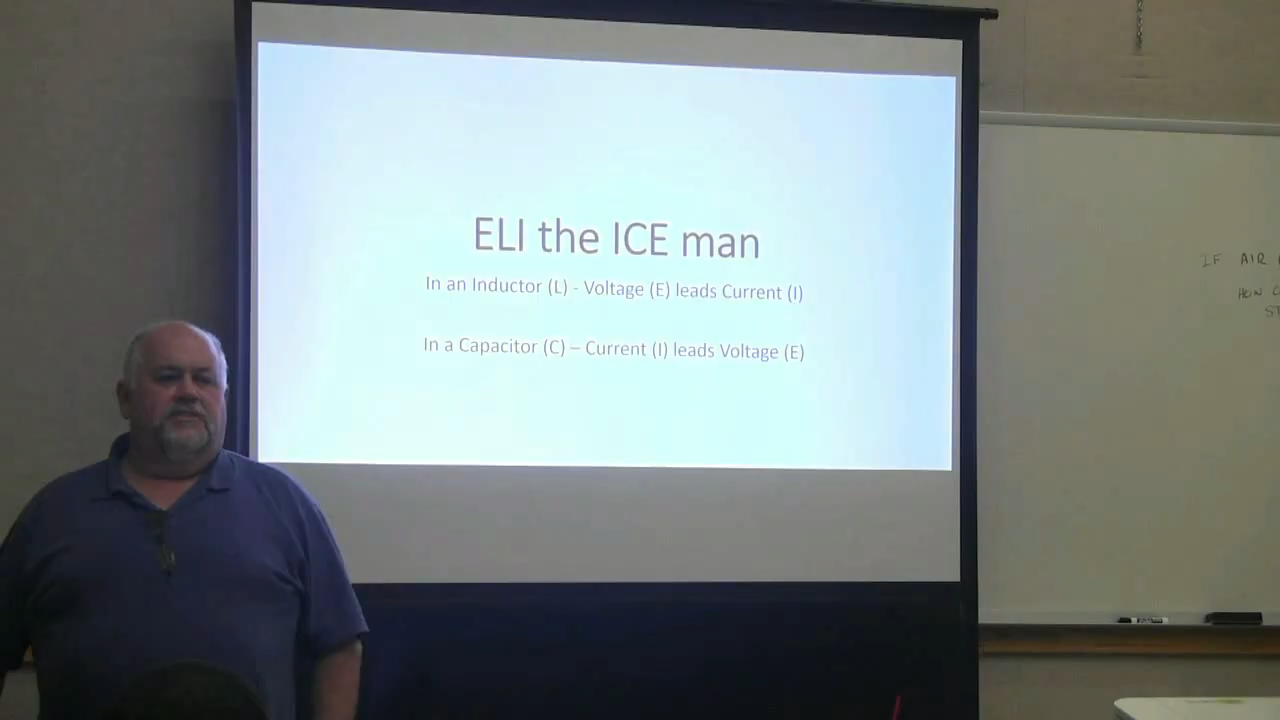 ELI the ICE man
In an Inductor (L) - Voltage (E) leads Current (I)
In a Capacitor (C) – Current (I) leads Voltage (E)
IF AIR